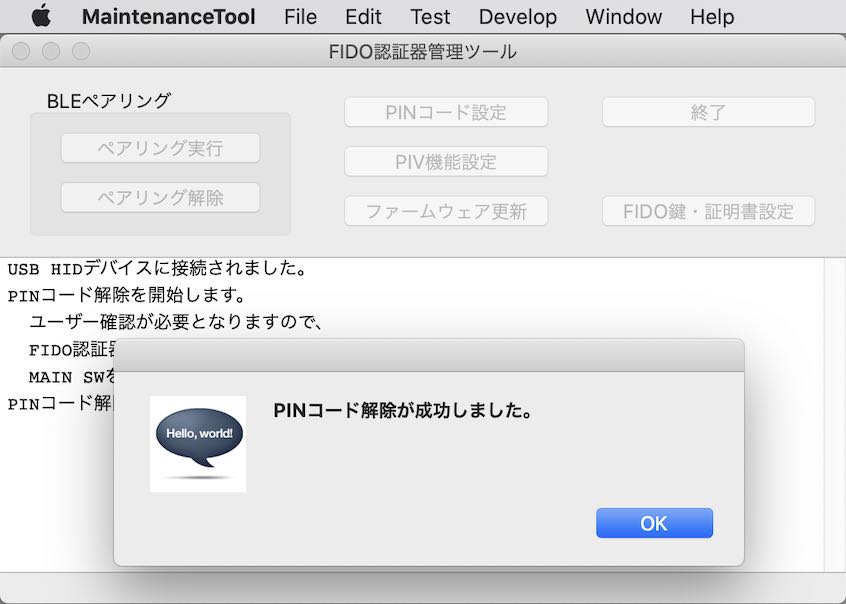 MaintenanceTool File Edit Test Develop Window Help
FIDO認証器管理ツール
BLEペアリング
ペアリング実行
ペアリング解除
PINコード設定
PIV機能設定
ファームウェア更新
終了
FIDO鍵・証明書設定
USB HIDデバイスに接続されました。
PINコード解除を開始します。
ユーザー確認が必要となりますので、
FIDO認証
MAIN SWを
PINコード解
Hello, world!
PINコード解除が成功しました。
OK